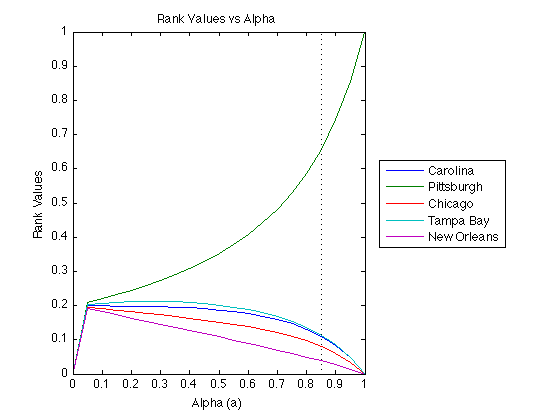 Rank Values vs Alpha
1
0.9
0.8
0.7
0.6
0.5
0.4
0.3
0.2
0.1
0
Rank Values
0 0.1 0.2 0.3 0.4 0.5 0.6 0.7 0.8 0.9 1
Alpha (a)
Carolina
Pittsburgh
Chicago
Tampa Bay
New Orleans